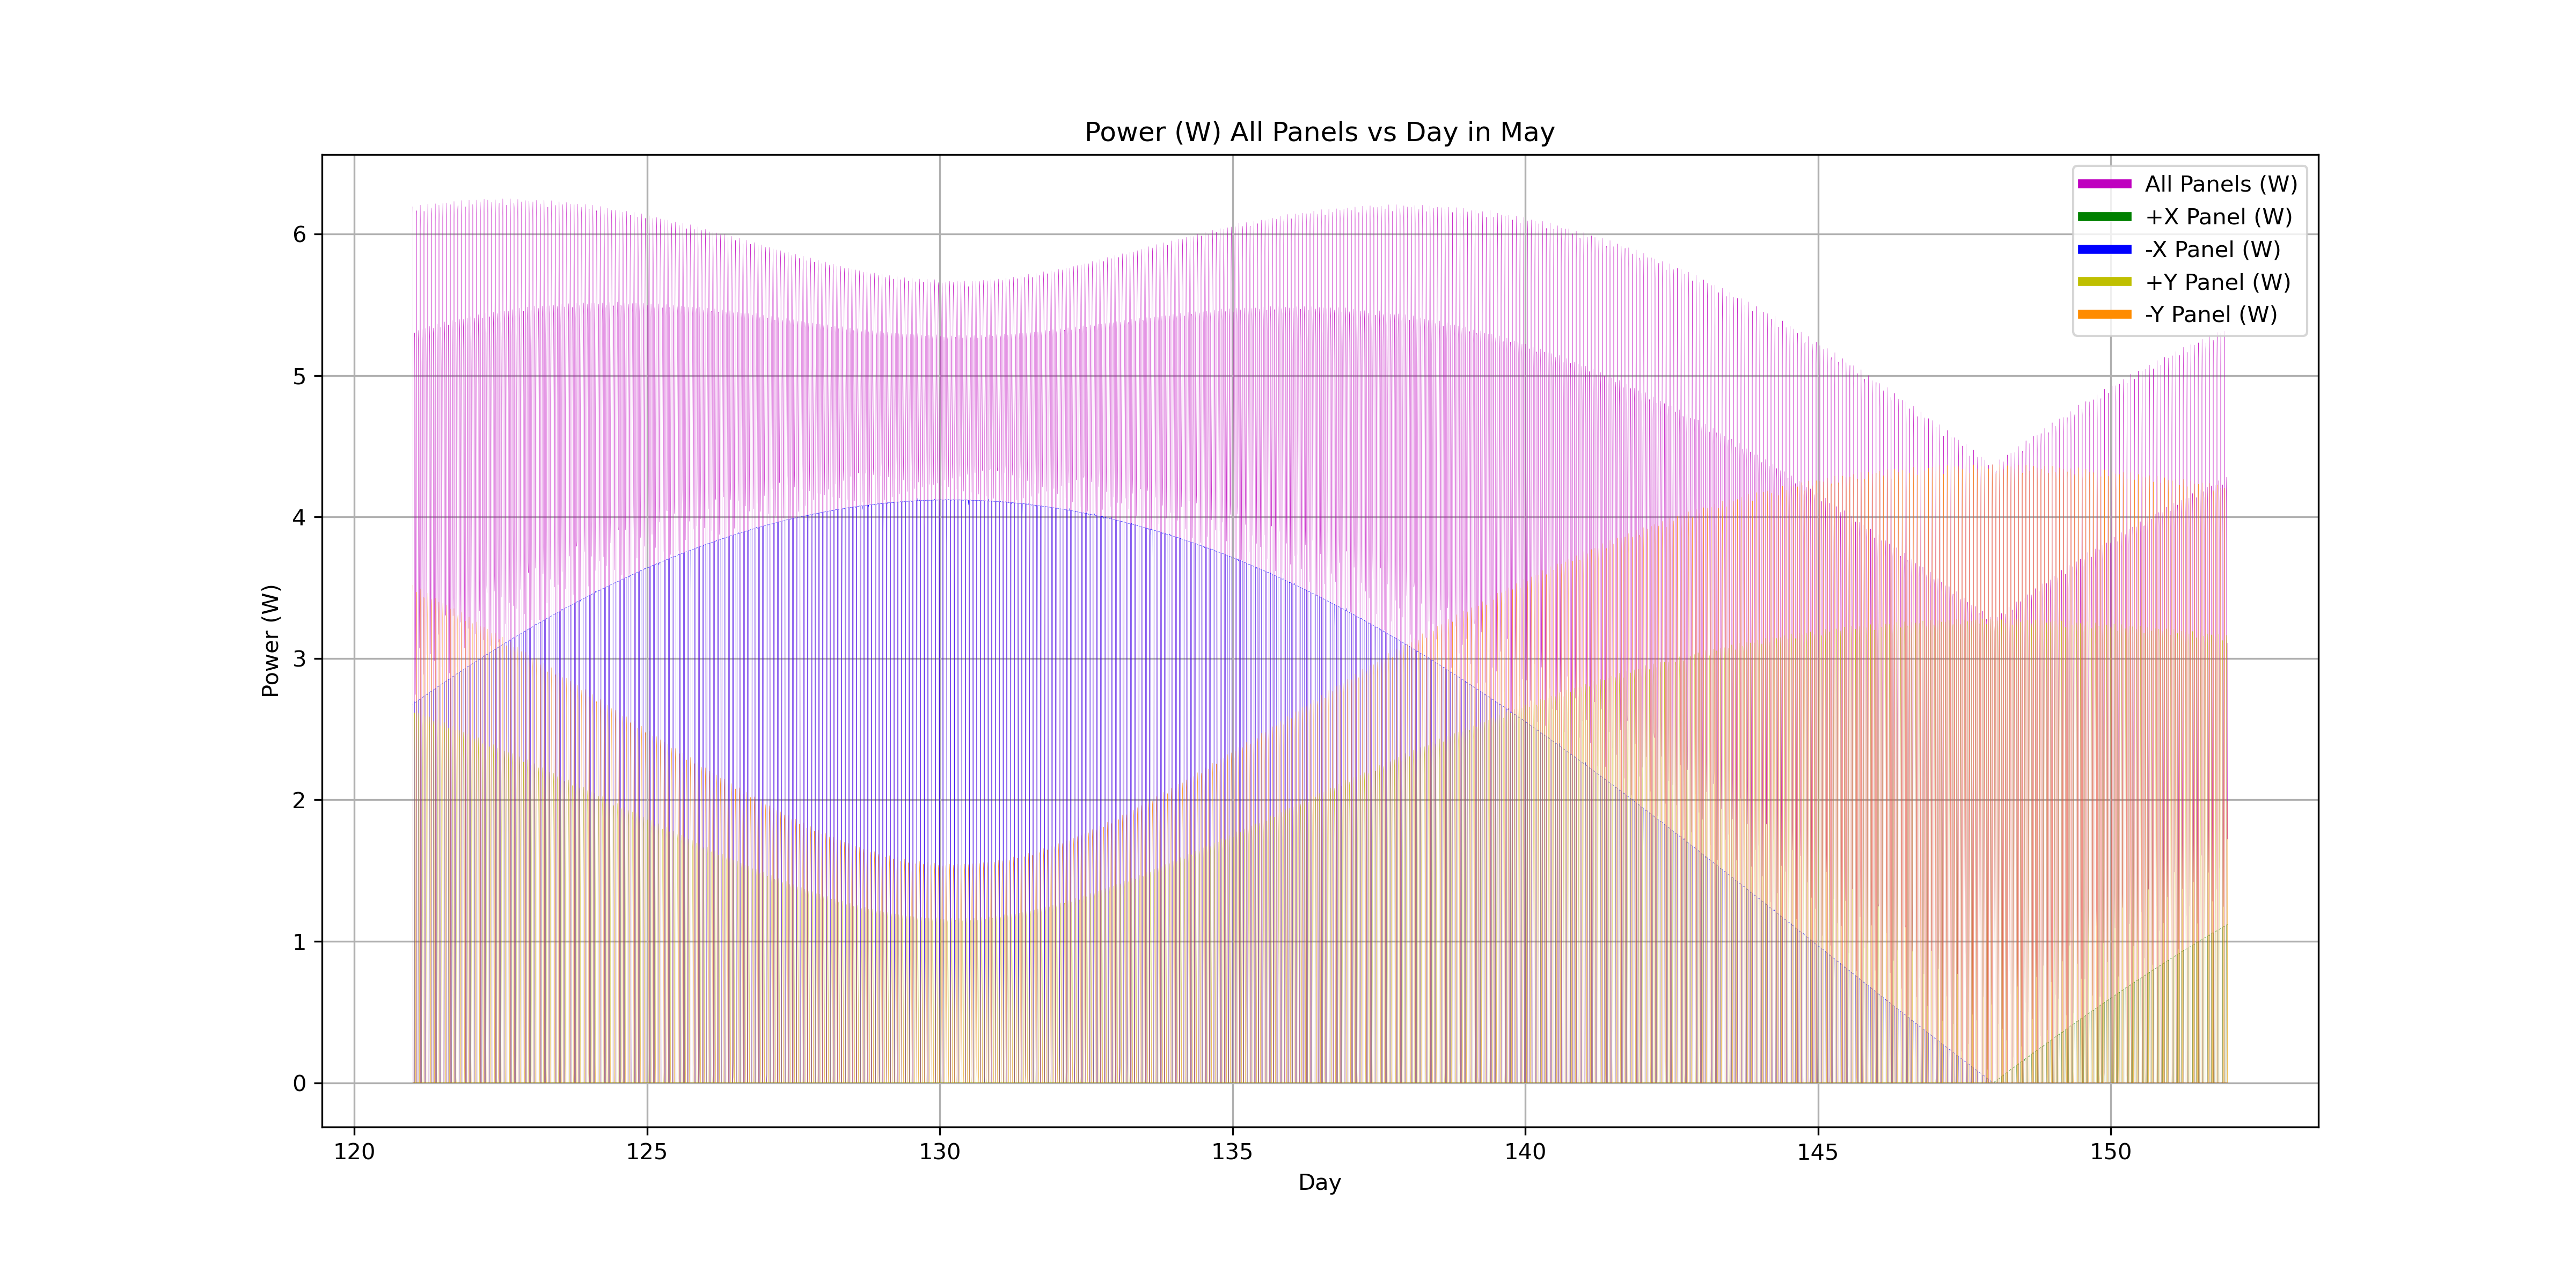 Power (W) All Panels vs Day in May
All Panels (W)
+X Panel (W)
-X Panel (W)
+Y Panel (W)
-Y Panel (W)
Power (W)
6
5
4
3
2
1
0
120 125 130 135 140 145 150
Day